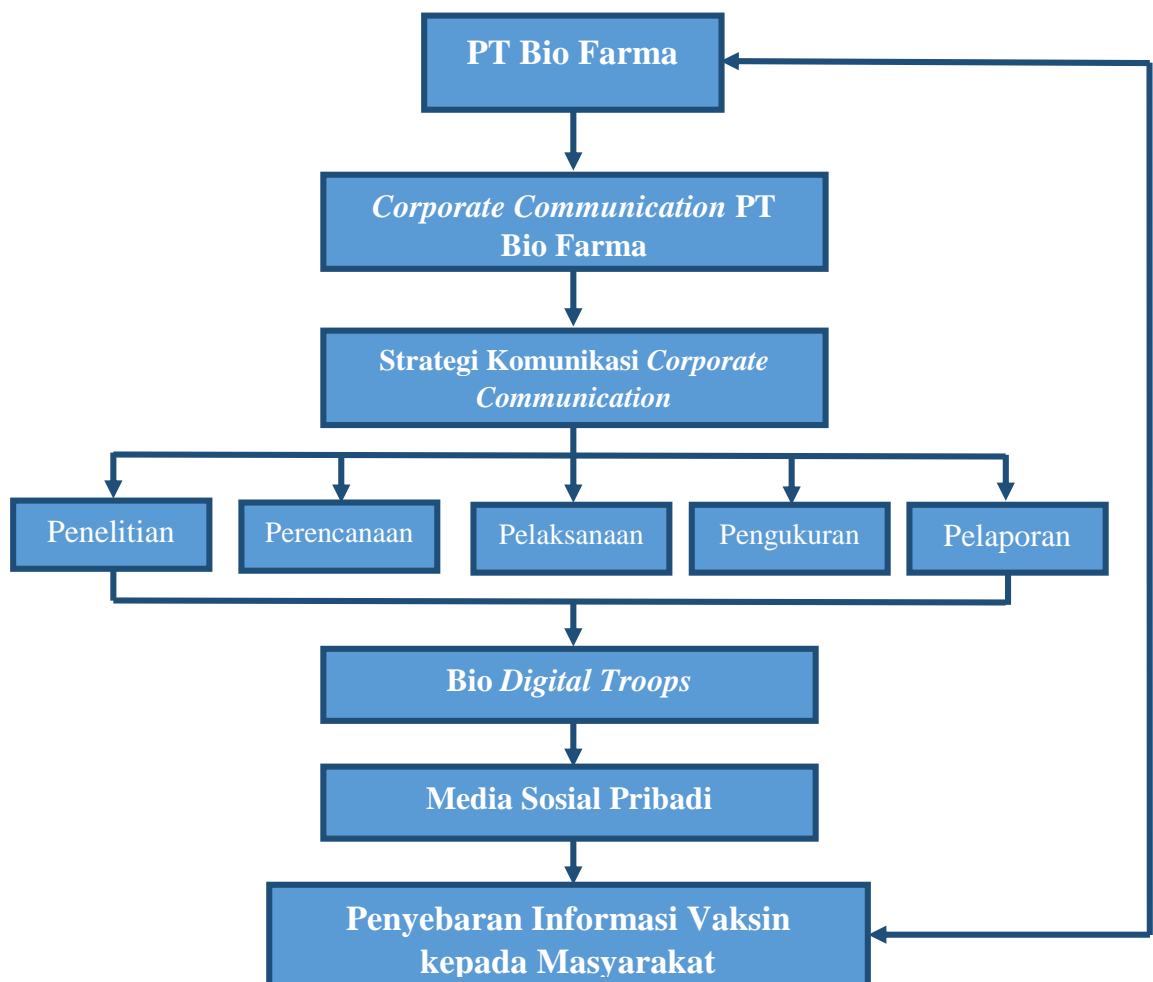 PT Bio Farma
Corporate Communication PT
Bio Farma
Strategi Komunikasi Corporate
Communication
Penelitian
Perencanaan
Pelaksanaan
Pengukuran
Pelaporan
Bio Digital Troops
Media Sosial Pribadi
Penyebaran Informasi Vaksin
kepada Masyarakat